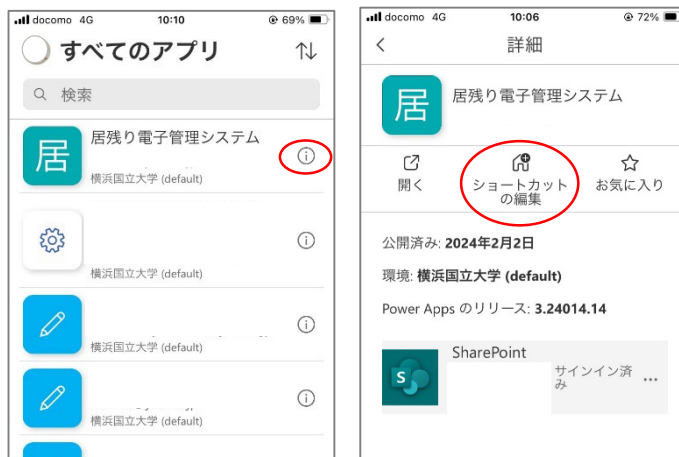 docomo 4G 10:10 69%
すべてのアプリ
検索
居
居残り電子管理システム
横浜国立大学 (default)
横浜国立大学 (default)
横浜国立大学 (default)
横浜国立大学 (default)
docomo 4G 10:06 72%
詳細
居
居残り電子管理システム
開く
ショートカット
の編集
お気に入り
公開済み: 2024年2月2日
環境: 横浜国立大学 (default)
Power Apps のリリース: 3.24014.14
S
SharePoint
サインイン済
み
...